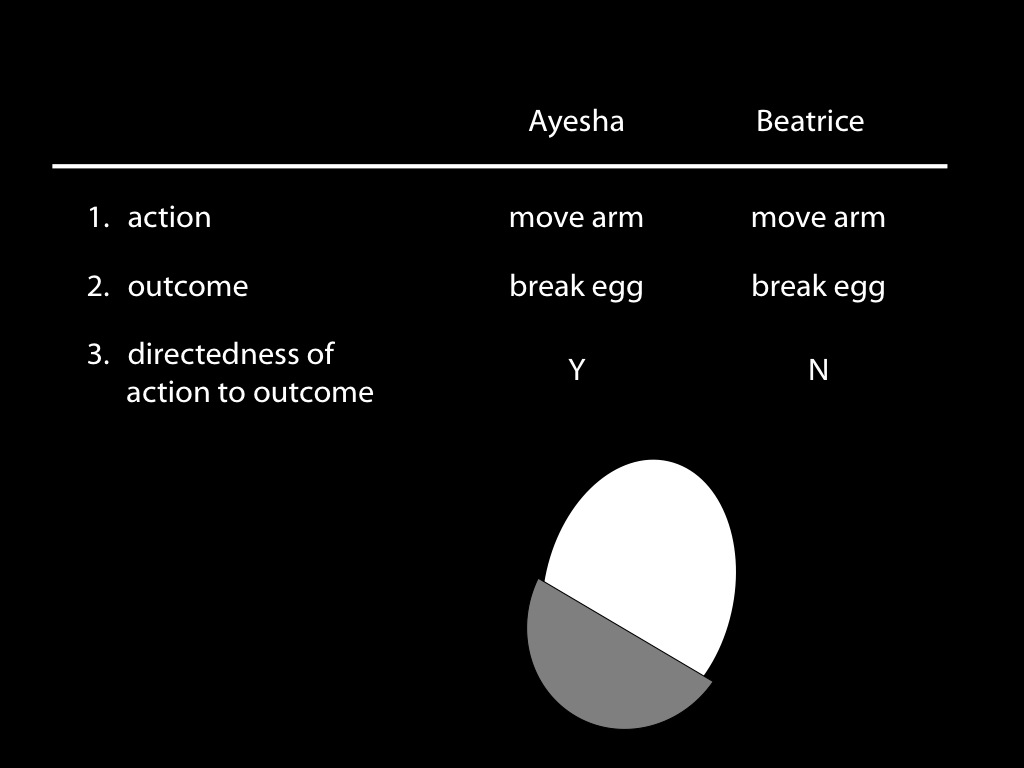 Ayesha Beatrice
1. action move arm move arm
2. outcome break egg break egg
3. directedness of
action to outcome Y N